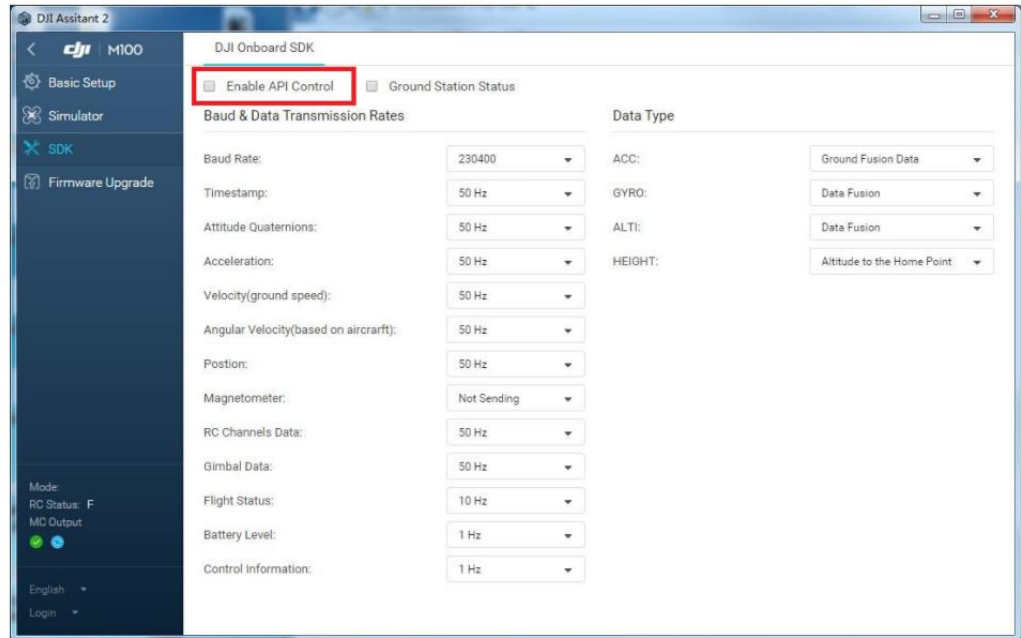 DJI Assitant 2
dji M100
DJI Onboard SDK
Basic Setup
Simulator
SDK
Firmware Upgrade
Enable API Control Ground Station Status
Baud & Data Transmission Rates
Baud Rate: 230400
Timestamp: 50 Hz
Attitude Quaternions: 50 Hz
Acceleration: 50 Hz
Velocity(ground speed): 50 Hz
Angular Velocity(based on aircrarft): 50 Hz
Postion: 50 Hz
Magnetometer: Not Sending
RC Channels Data: 50 Hz
Gimbal Data: 50 Hz
Flight Status: 10 Hz
Battery Level: 1 Hz
Control Information: 1 Hz
Data Type
ACC: Ground Fusion Data
GYRO: Data Fusion
ALTI: Data Fusion
HEIGHT: Altitude to the Home Point
Mode:
RC Status: F
MC Output
English
Login